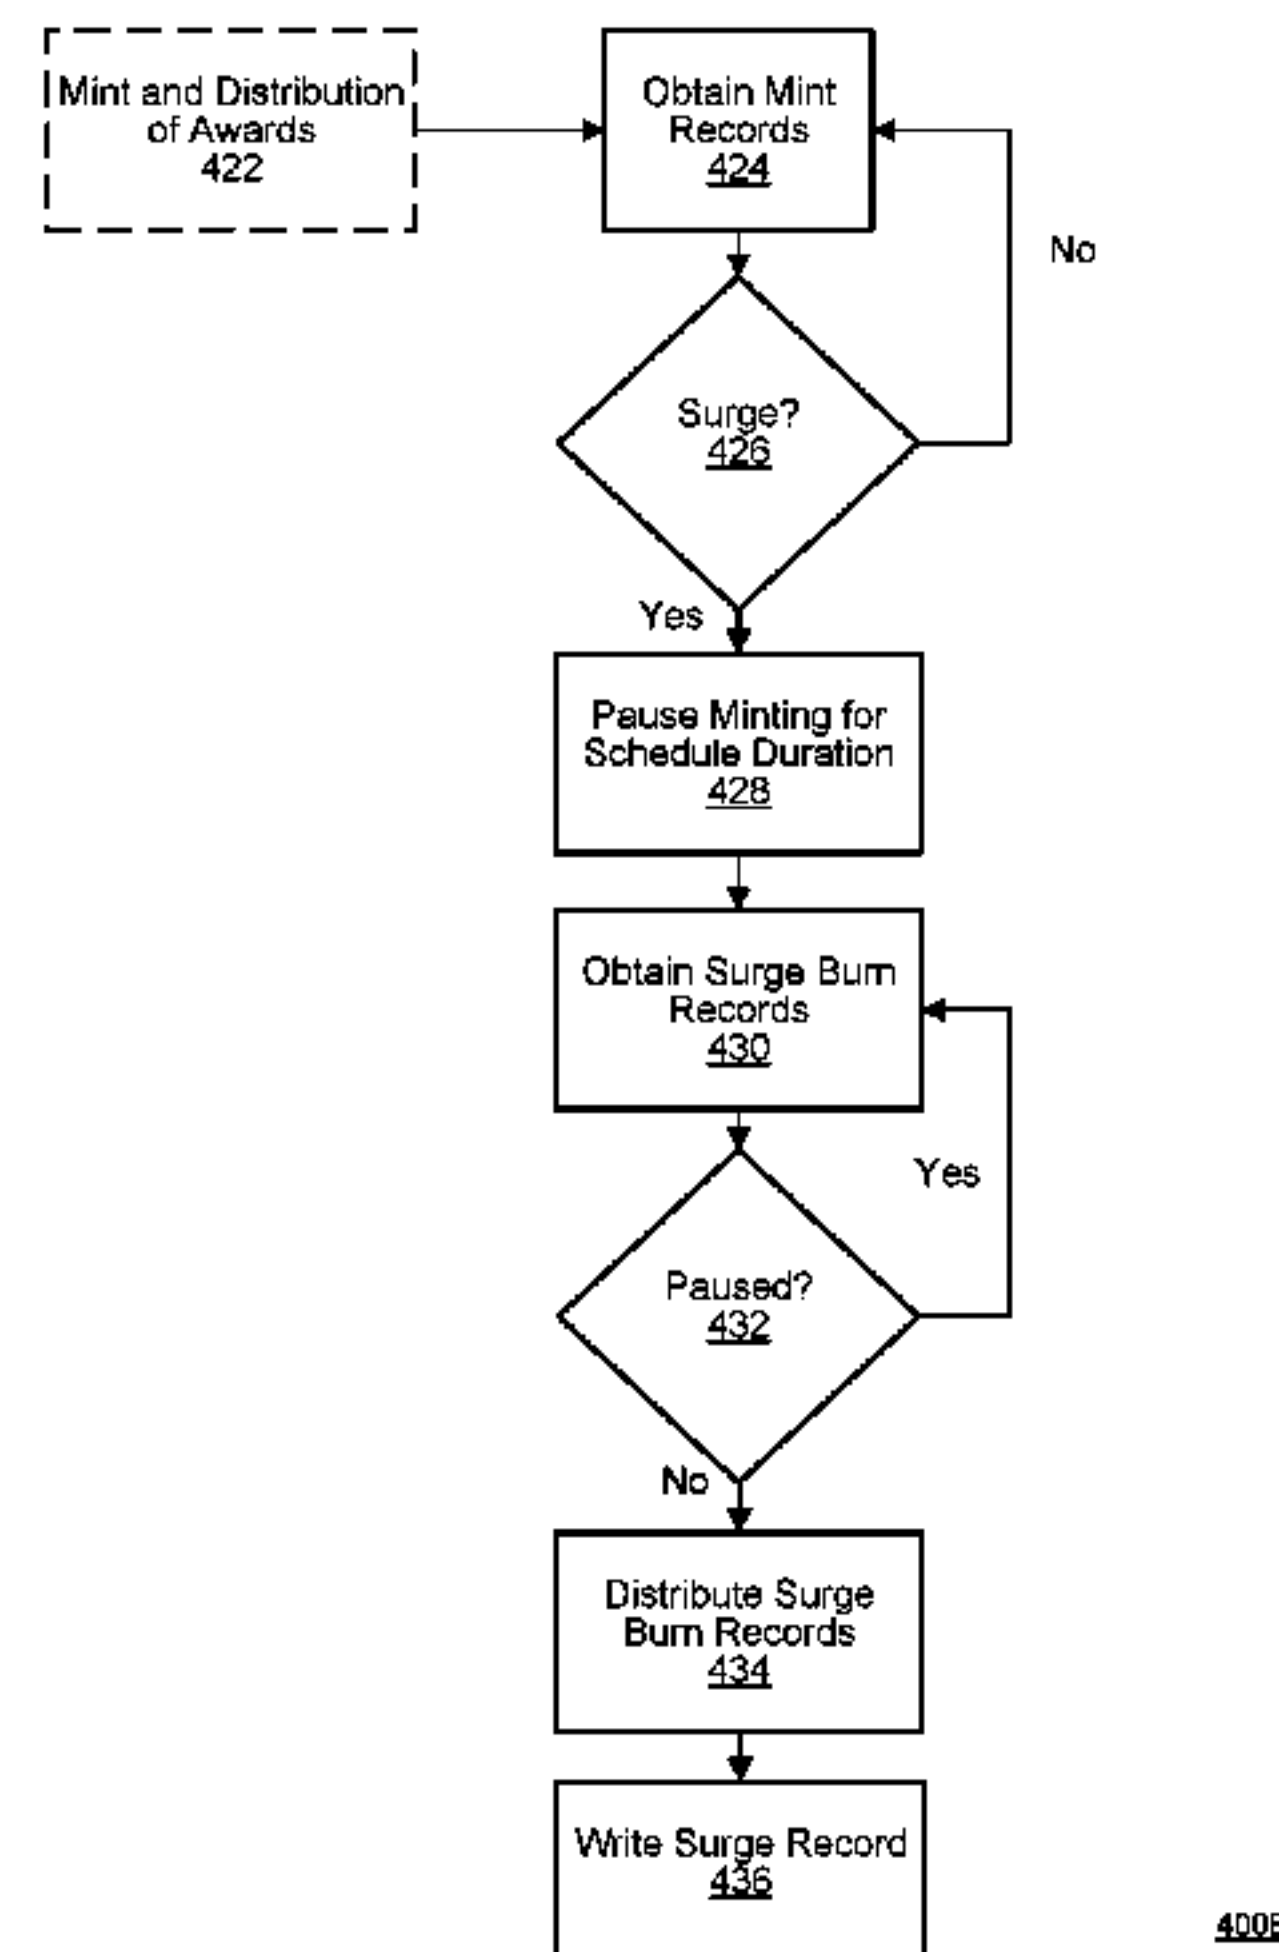 Mint and Distribution
of Awards
422
Obtain Mint
Records
424
No
Surge?
426
Yes
Pause Minting for
Schedule Duration
428
Obtain Surge Burn
Records
430
Yes
Paused?
432
No
Distribute Surge
Burn Records
434
Write Surge Record
436